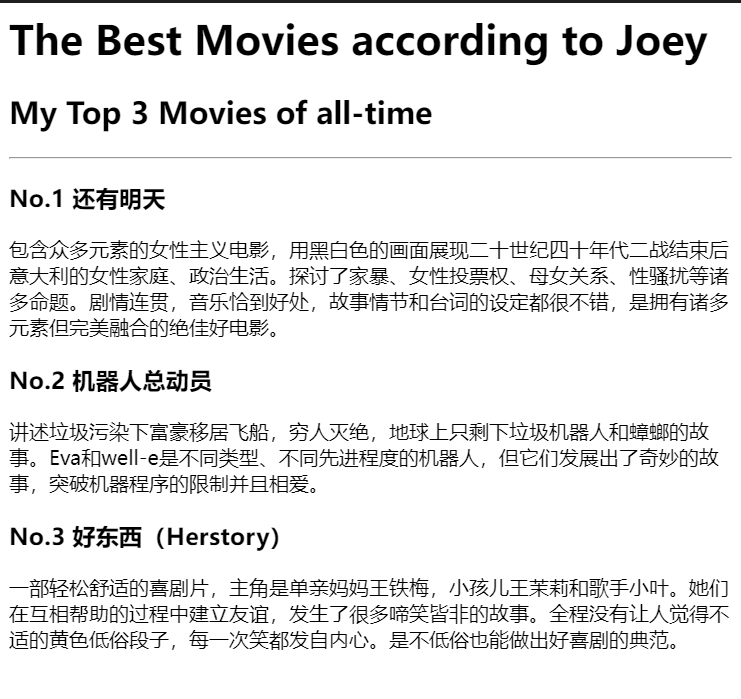 The Best Movies according to Joey
My Top 3 Movies of all-time
No.1 还有明天
包含众多元素的女性主义电影，用黑白色的画面展现二十世纪四十年代二战结束后
意大利的女性家庭、政治生活。探讨了家暴、女性投票权、母女关系、性骚扰等诸
多命题。剧情连贯，音乐恰到好处，故事情节和台词的设定都很不错，是拥有诸多
元素但完美融合的绝佳好电影。
No.2 机器人总动员
讲述垃圾污染下富豪移居飞船，穷人灭绝，地球上只剩下垃圾机器人和蟑螂的故
事。Eva和well-e是不同类型、不同先进程度的机器人，但它们发展出了奇妙的故
事，突破机器程序的限制并且相爱。
No.3 好东西（Herstory）
一部轻松舒适的喜剧片，主角是单亲妈妈王铁梅，小孩儿王茉莉和歌手小叶。她们
在互相帮助的过程中建立友谊，发生了很多啼笑皆非的故事。全程没有让人觉得不
适的黄色低俗段子，每一次笑都发自内心。是不低俗也能做出好喜剧的典范。